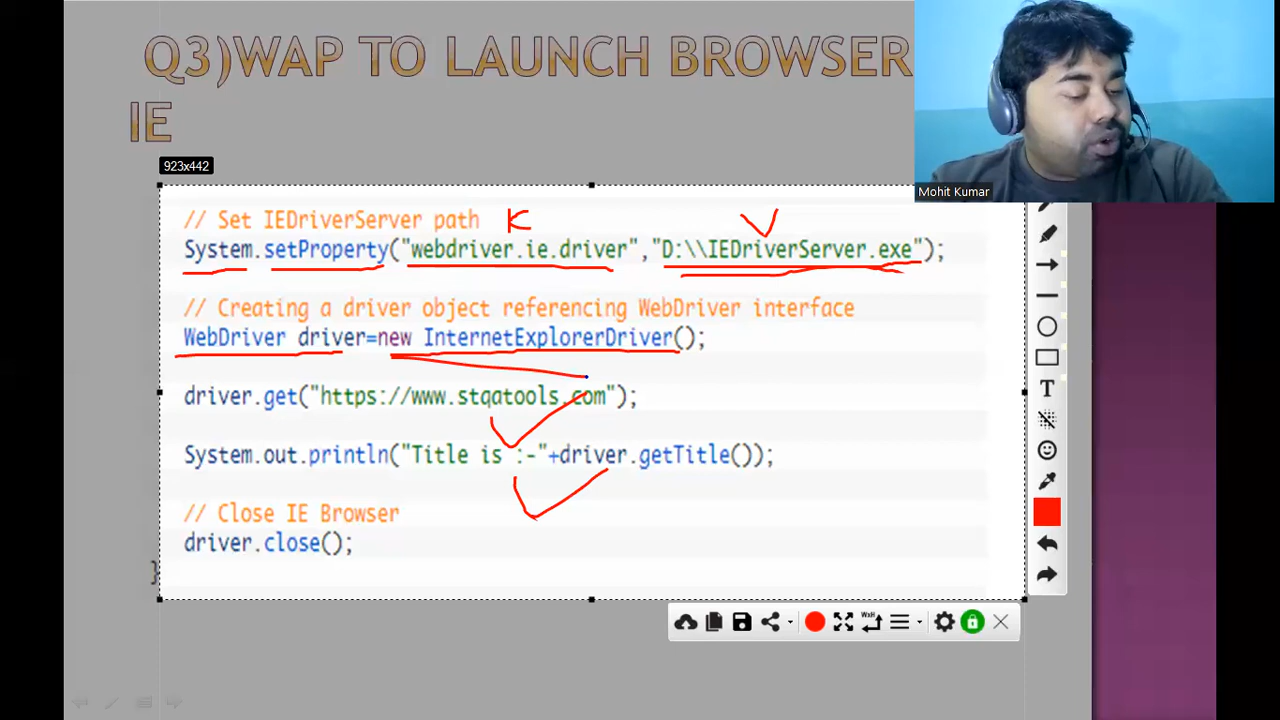 Q3)WAP TO LAUNCH BROWSER
IE
Mohit Kumar
923x442
// Set IEDriverServer path
K
V
System.setProperty("webdriver.ie.driver","D:\\IEDriverServer.exe");
// Creating a driver object referencing WebDriver interface
WebDriver driver=new InternetExplorerDriver();
driver.get("https://www.stqatools.com");
System.out.println("Title is :-"+driver.getTitle());
// Close IE Browser
driver.close();
}
T
WxH